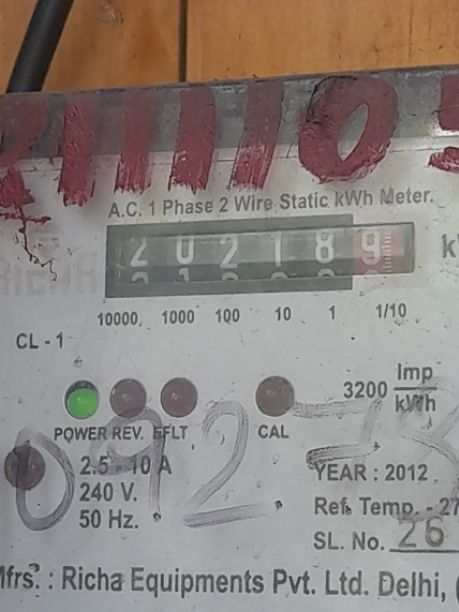 A.C. 1 Phase 2 Wire Static kWh Meter.
2 0 2 1 8 9
10000 1000 100 10 1 1/10
CL - 1
3200 Imp/kWh
POWER REV. EFLT CAL
2.5 - 10 A
240 V.
50 Hz.
YEAR : 2012
Ref. Temp. - 27
SL. No. 26
Mfrs. : Richa Equipments Pvt. Ltd. Delhi, (